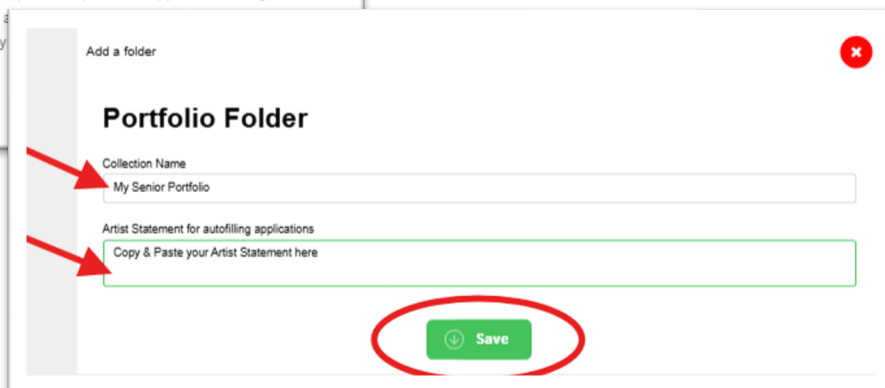 Add a folder
Portfolio Folder
Collection Name
My Senior Portfolio
Artist Statement for autofilling applications
Copy & Paste your Artist Statement here
Save